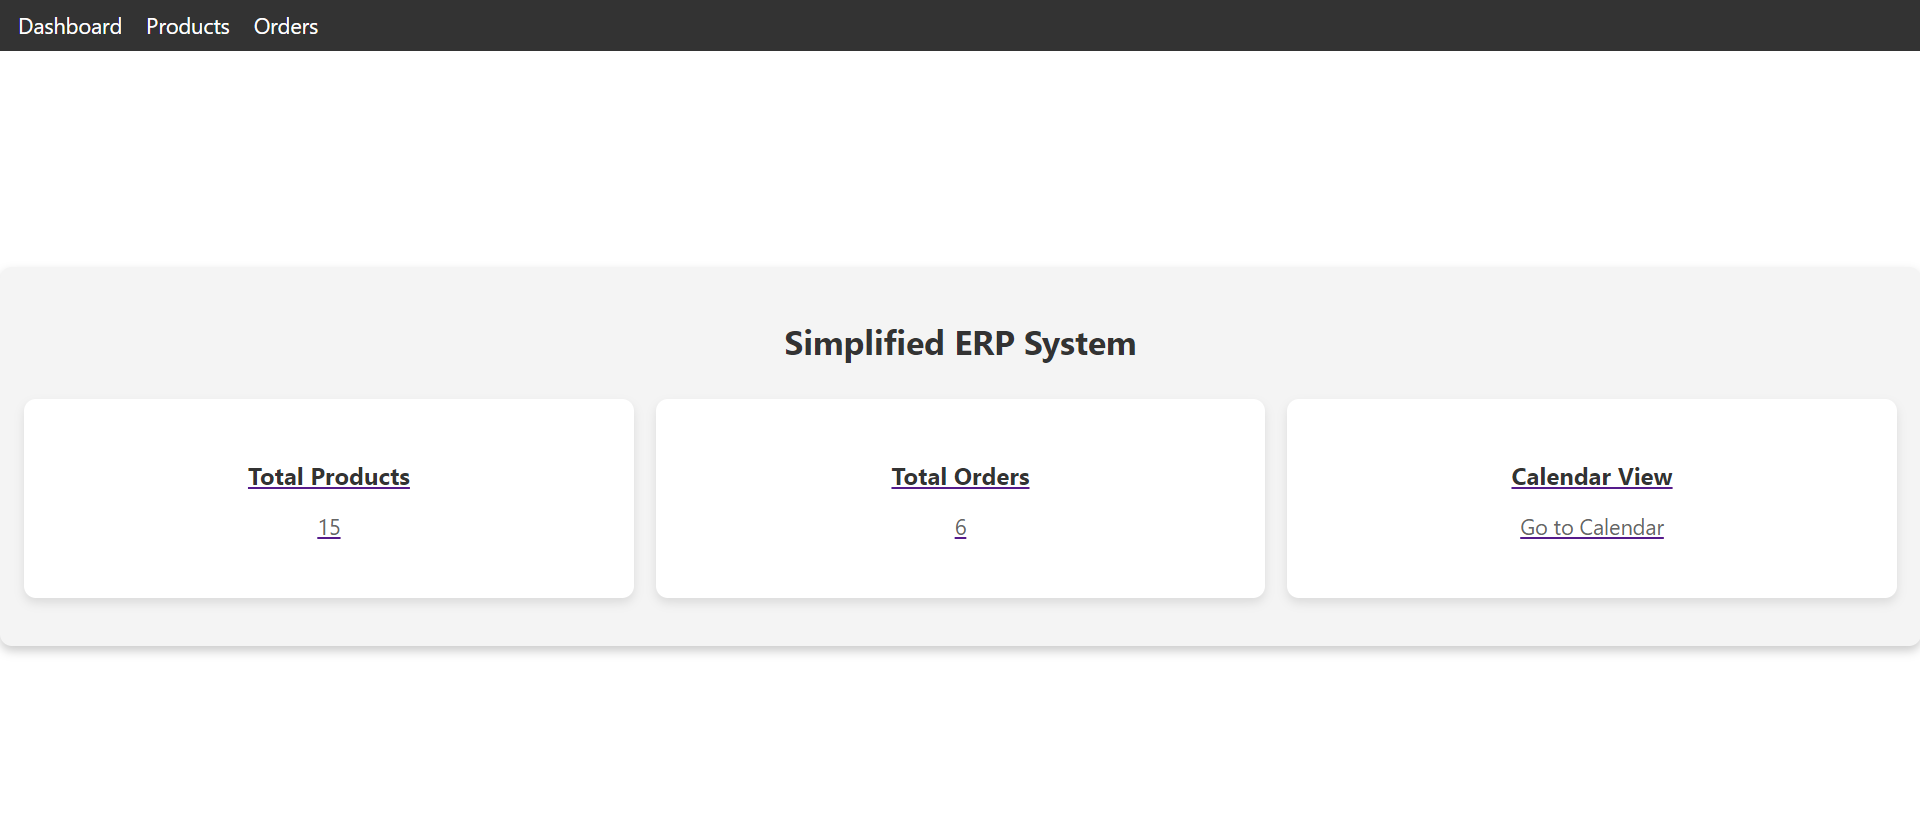 Dashboard Products Orders
Simplified ERP System
Total Products
15
Total Orders
6
Calendar View
Go to Calendar